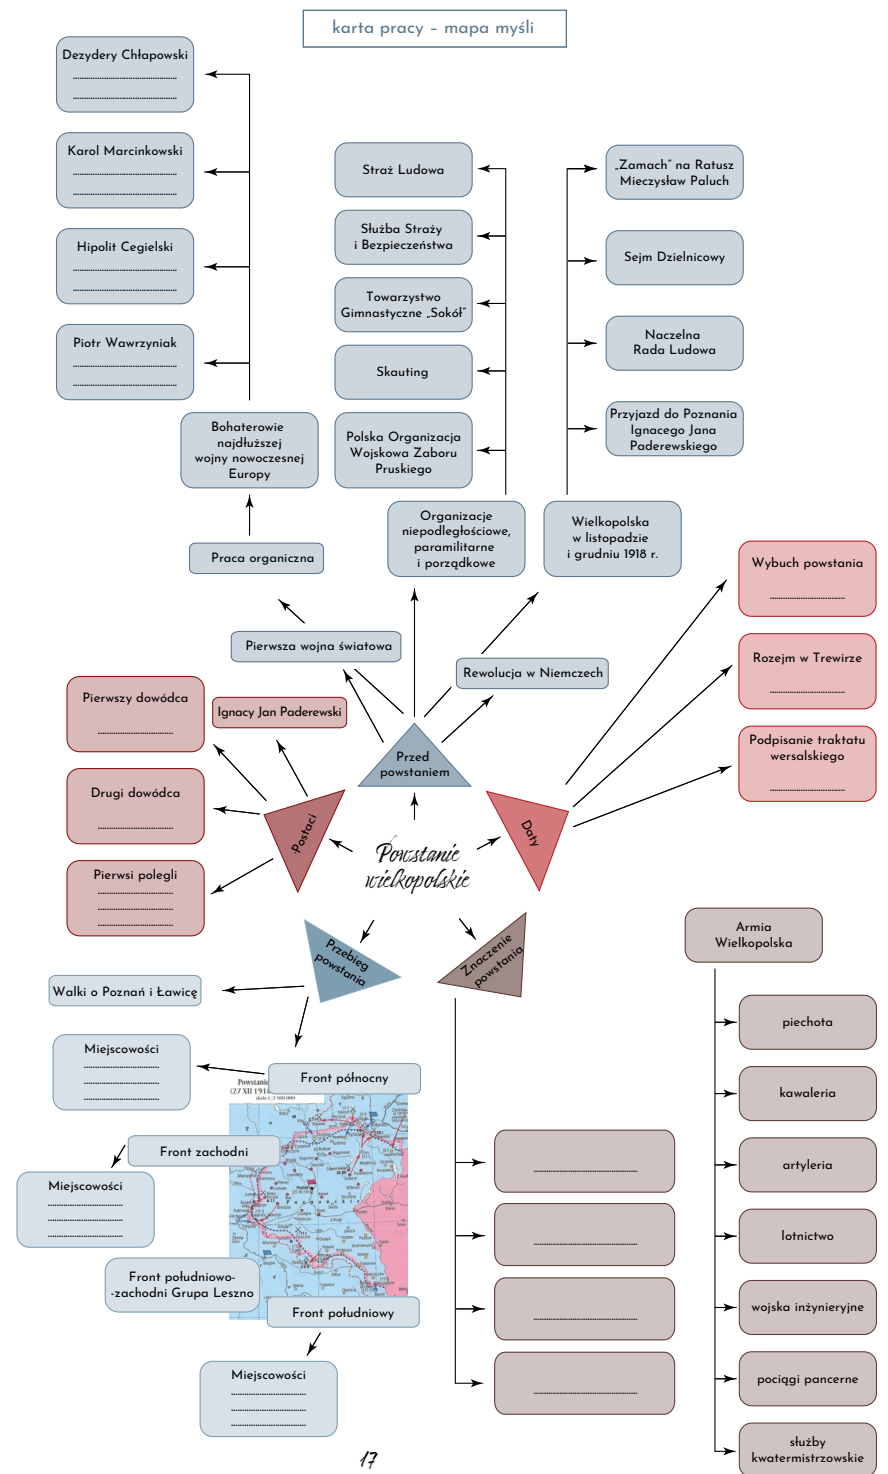 karta pracy – mapa myśli
Dezydery Chłapowski
Karol Marcinkowski
Hipolit Cegielski
Piotr Wawrzyniak
Bohaterowie
najdłuższej
wojny nowoczesnej
Europy
Praca organiczna
Straż Ludowa
Służba Straży
i Bezpieczeństwa
Towarzystwo
Gimnastyczne „Sokół”
Skauting
Polska Organizacja
Wojskowa Zaboru
Pruskiego
Organizacje
niepodległościowe,
paramilitarne
i porządkowe
„Zamach” na Ratusz
Mieczysław Paluch
Sejm Dzielnicowy
Naczelna
Rada Ludowa
Przyjazd do Poznania
Ignacego Jana
Paderewskiego
Wielkopolska
w listopadzie
i grudniu 1918 r.
Pierwsza wojna światowa
Rewolucja w Niemczech
Przed
powstaniem
Wybuch powstania
Rozejm w Trewirze
Podpisanie traktatu
wersalskiego
Daty
Pierwszy dowódca
Ignacy Jan Paderewski
Drugi dowódca
Pierwsi polegli
Postaci
Powstanie
wielkopolskie
Przebieg
powstania
Znaczenie
powstania
Walki o Poznań i Ławicę
Miejscowości
Front północny
Front zachodni
Miejscowości
Front południowo-
-zachodni Grupa Leszno
Front południowy
Miejscowości
Armia
Wielkopolska
piechota
kawaleria
artyleria
lotnictwo
wojska inżynieryjne
pociągi pancerne
służby
kwatermistrzowskie
17